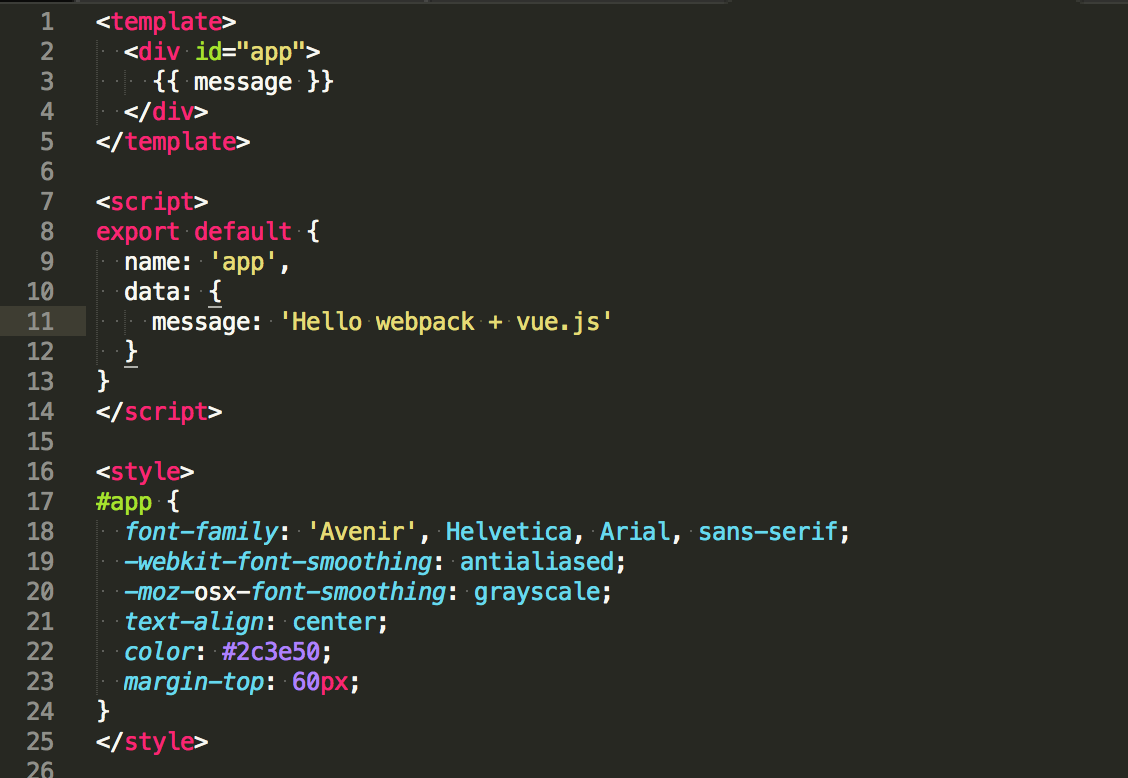 1 <template>
2   <div id="app">
3     {{ message }}
4   </div>
5 </template>
6
7 <script>
8 export default {
9   name: 'app',
10   data: {
11     message: 'Hello webpack + vue.js'
12   }
13 }
14 </script>
15
16 <style>
17 #app {
18   font-family: 'Avenir', Helvetica, Arial, sans-serif;
19   -webkit-font-smoothing: antialiased;
20   -moz-osx-font-smoothing: grayscale;
21   text-align: center;
22   color: #2c3e50;
23   margin-top: 60px;
24 }
25 </style>
26